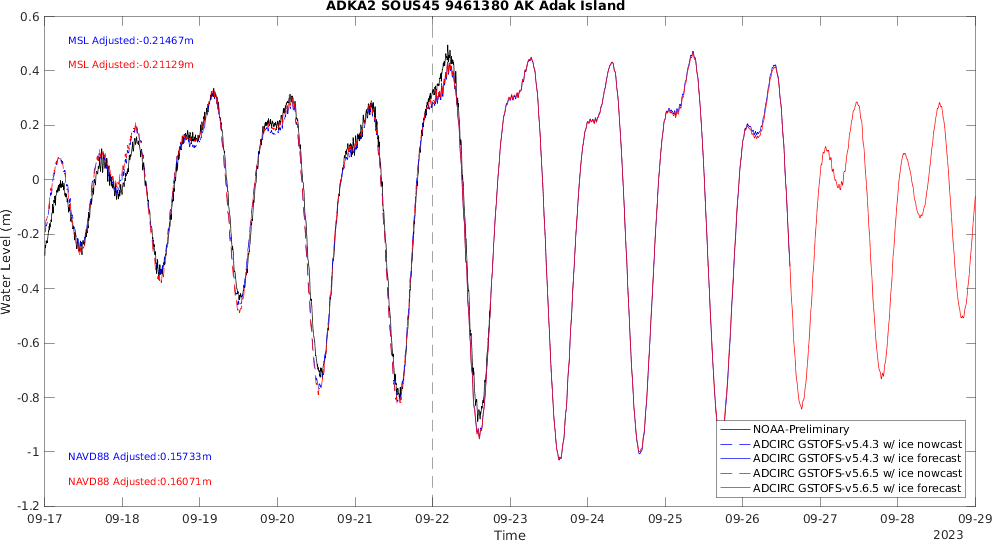 ADKA2 SOUS45 9461380 AK Adak Island
0.6
0.4
0.2
0
-0.2
-0.4
-0.6
-0.8
-1
-1.2
Water Level (m)
MSL Adjusted:-0.21467m
MSL Adjusted:-0.21129m
NAVD88 Adjusted:0.15733m
NAVD88 Adjusted:0.16071m
NOAA-Preliminary
ADCIRC GSTOFS-v5.4.3 w/ ice nowcast
ADCIRC GSTOFS-v5.4.3 w/ ice forecast
ADCIRC GSTOFS-v5.6.5 w/ ice nowcast
ADCIRC GSTOFS-v5.6.5 w/ ice forecast
09-17 09-18 09-19 09-20 09-21 09-22 09-23 09-24 09-25 09-26 09-27 09-28 09-29
Time
2023